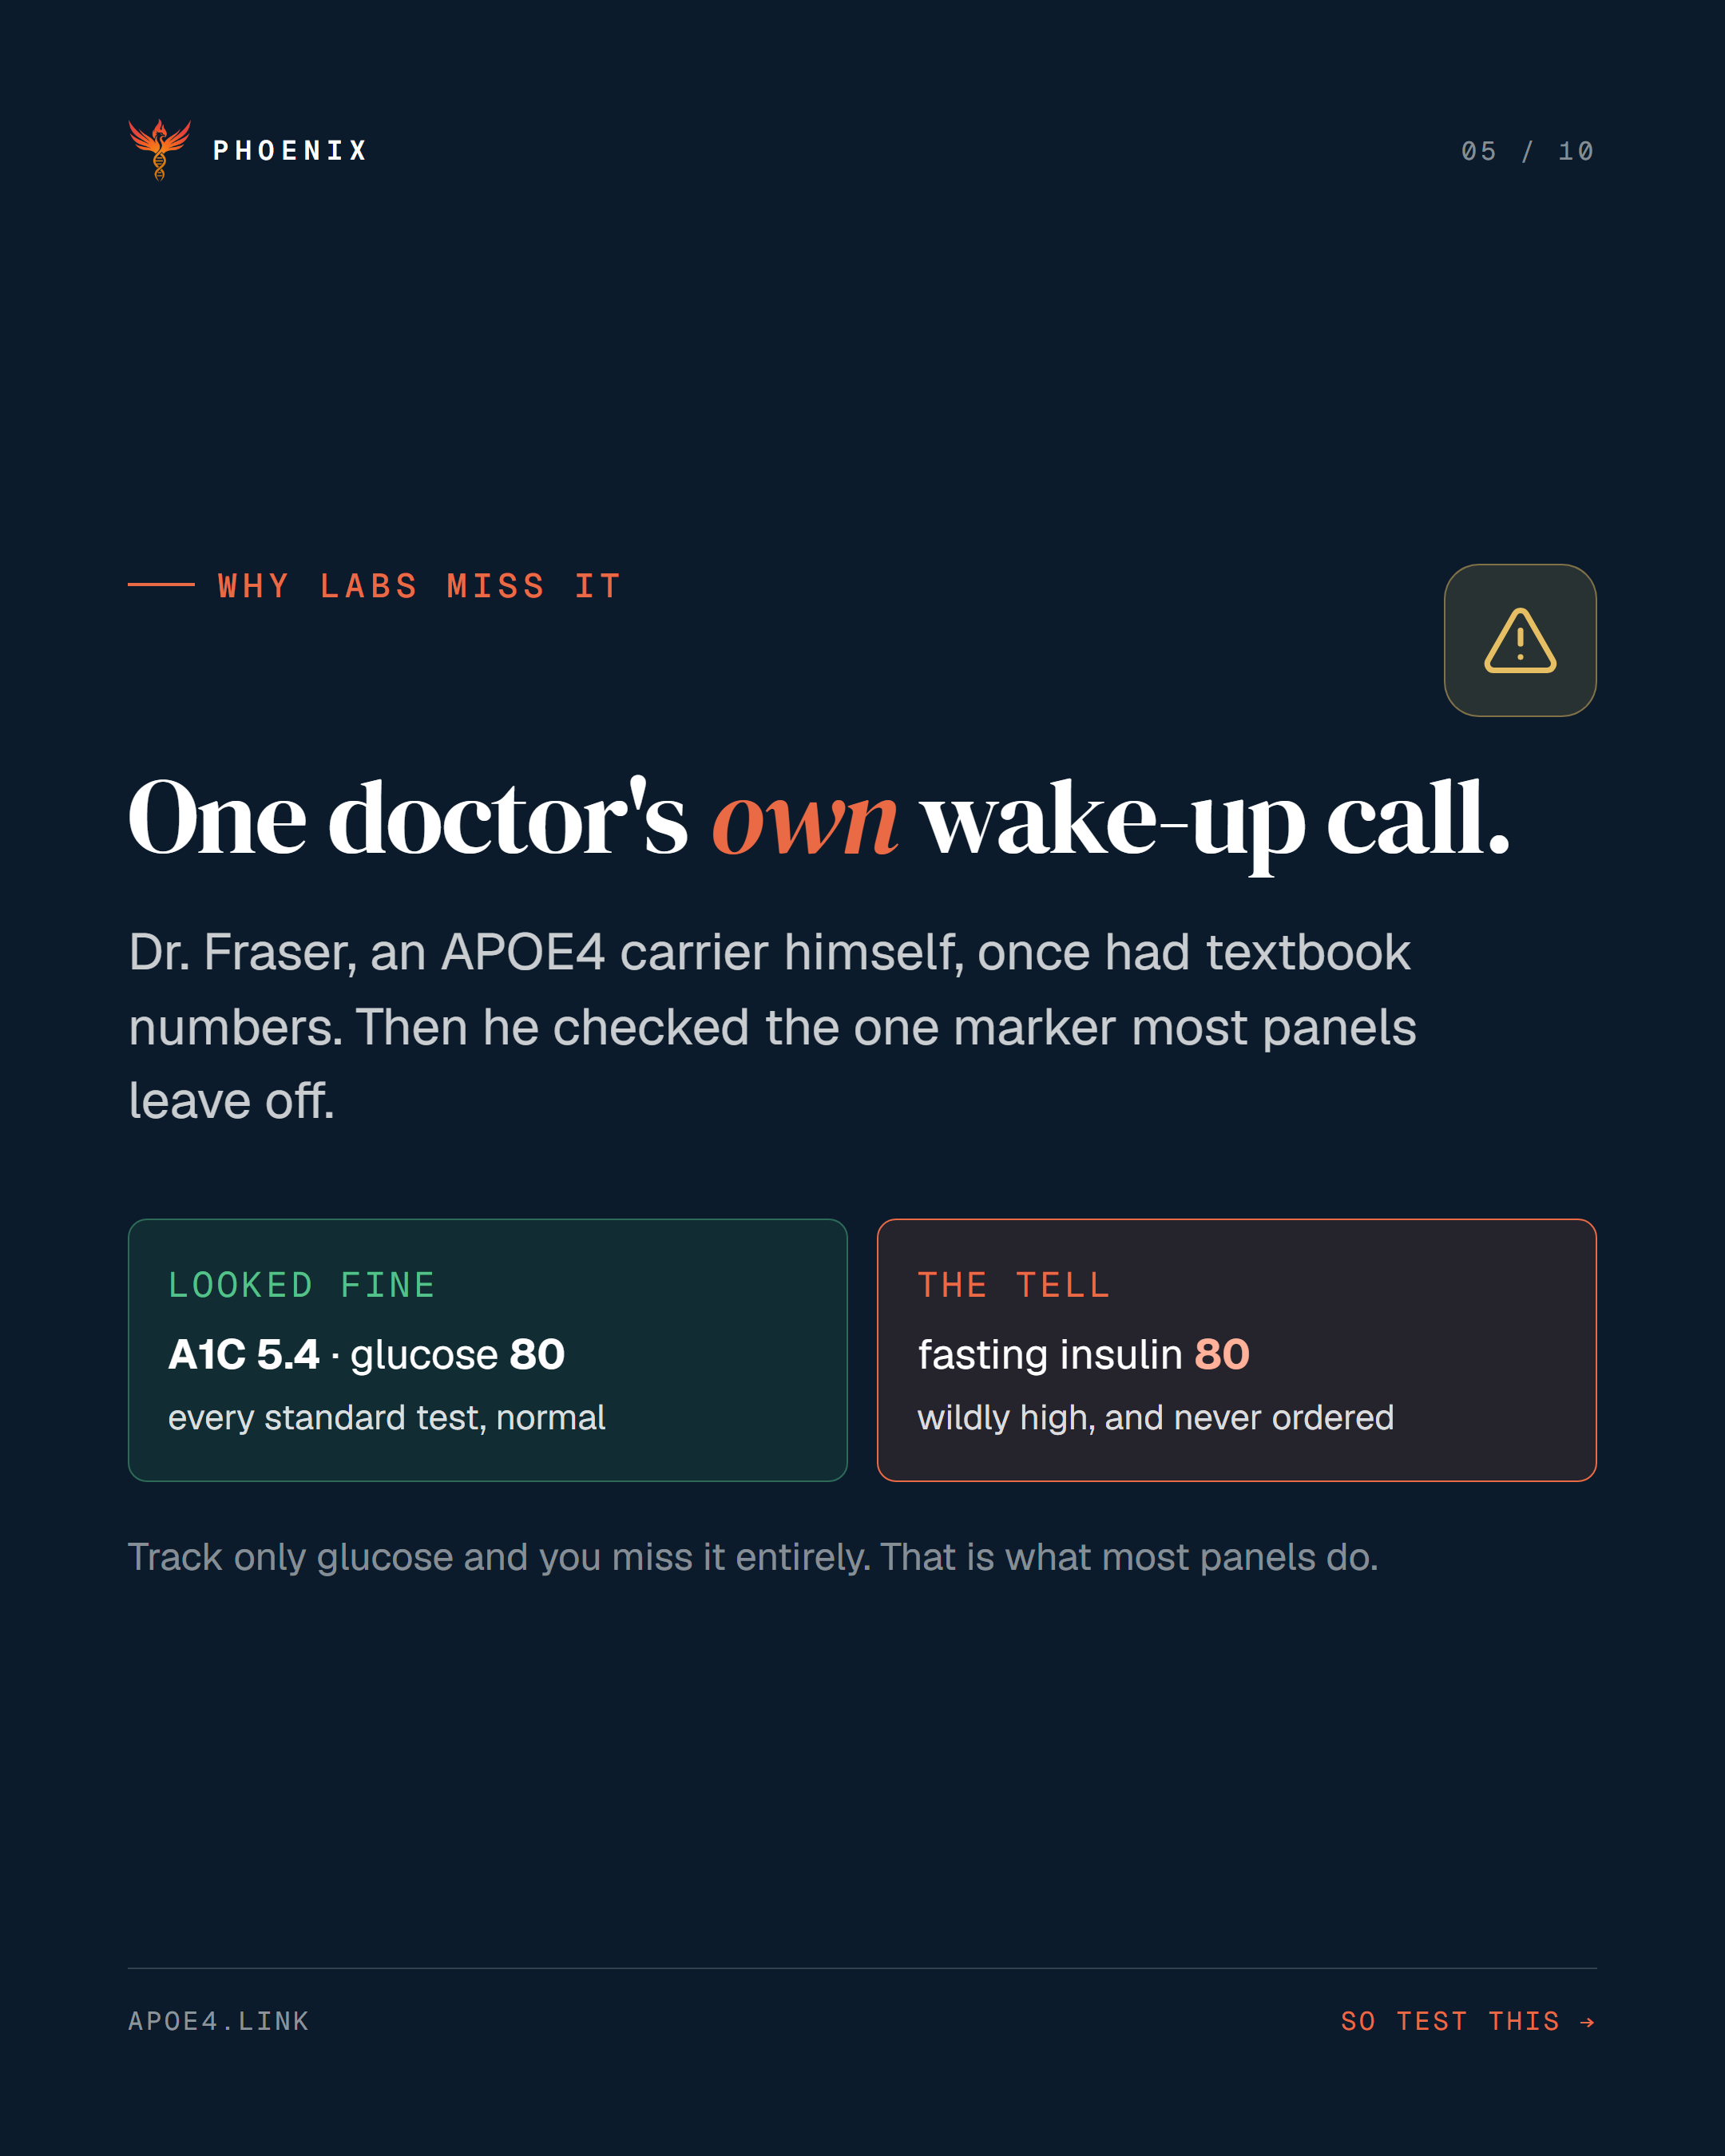 PHOENIX
05 / 10
WHY LABS MISS IT
One doctor's own wake-up call.
Dr. Fraser, an APOE4 carrier himself, once had textbook
numbers. Then he checked the one marker most panels
leave off.
LOOKED FINE
A1C 5.4 · glucose 80
every standard test, normal
THE TELL
fasting insulin 80
wildly high, and never ordered
Track only glucose and you miss it entirely. That is what most panels do.
APOE4.LINK
SO TEST THIS →